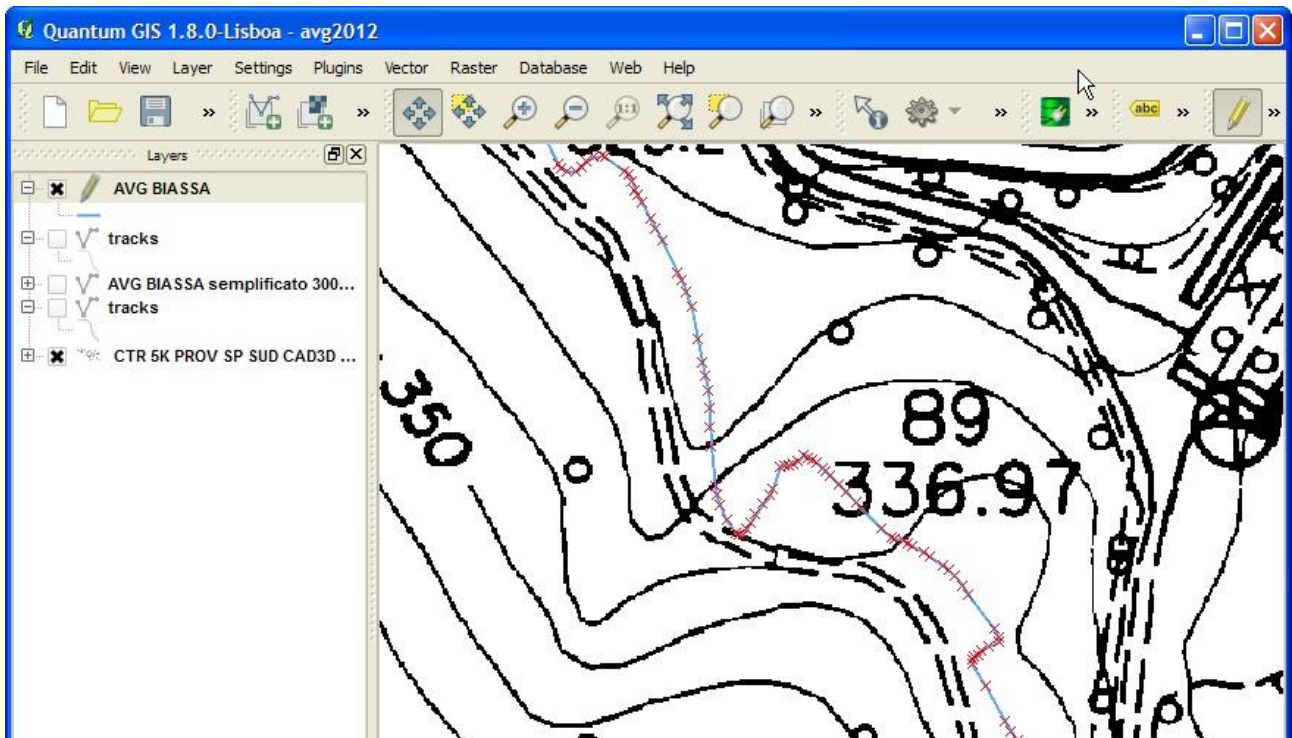 Quantum GIS 1.8.0-Lisboa - avg2012
File Edit View Layer Settings Plugins Vector Raster Database Web Help
1:1
abc
Layers
AVG BIASSA
tracks
AVG BIASSA semplificato 300...
tracks
CTR 5K PROV SP SUD CAD3D ...
350
89
336.97